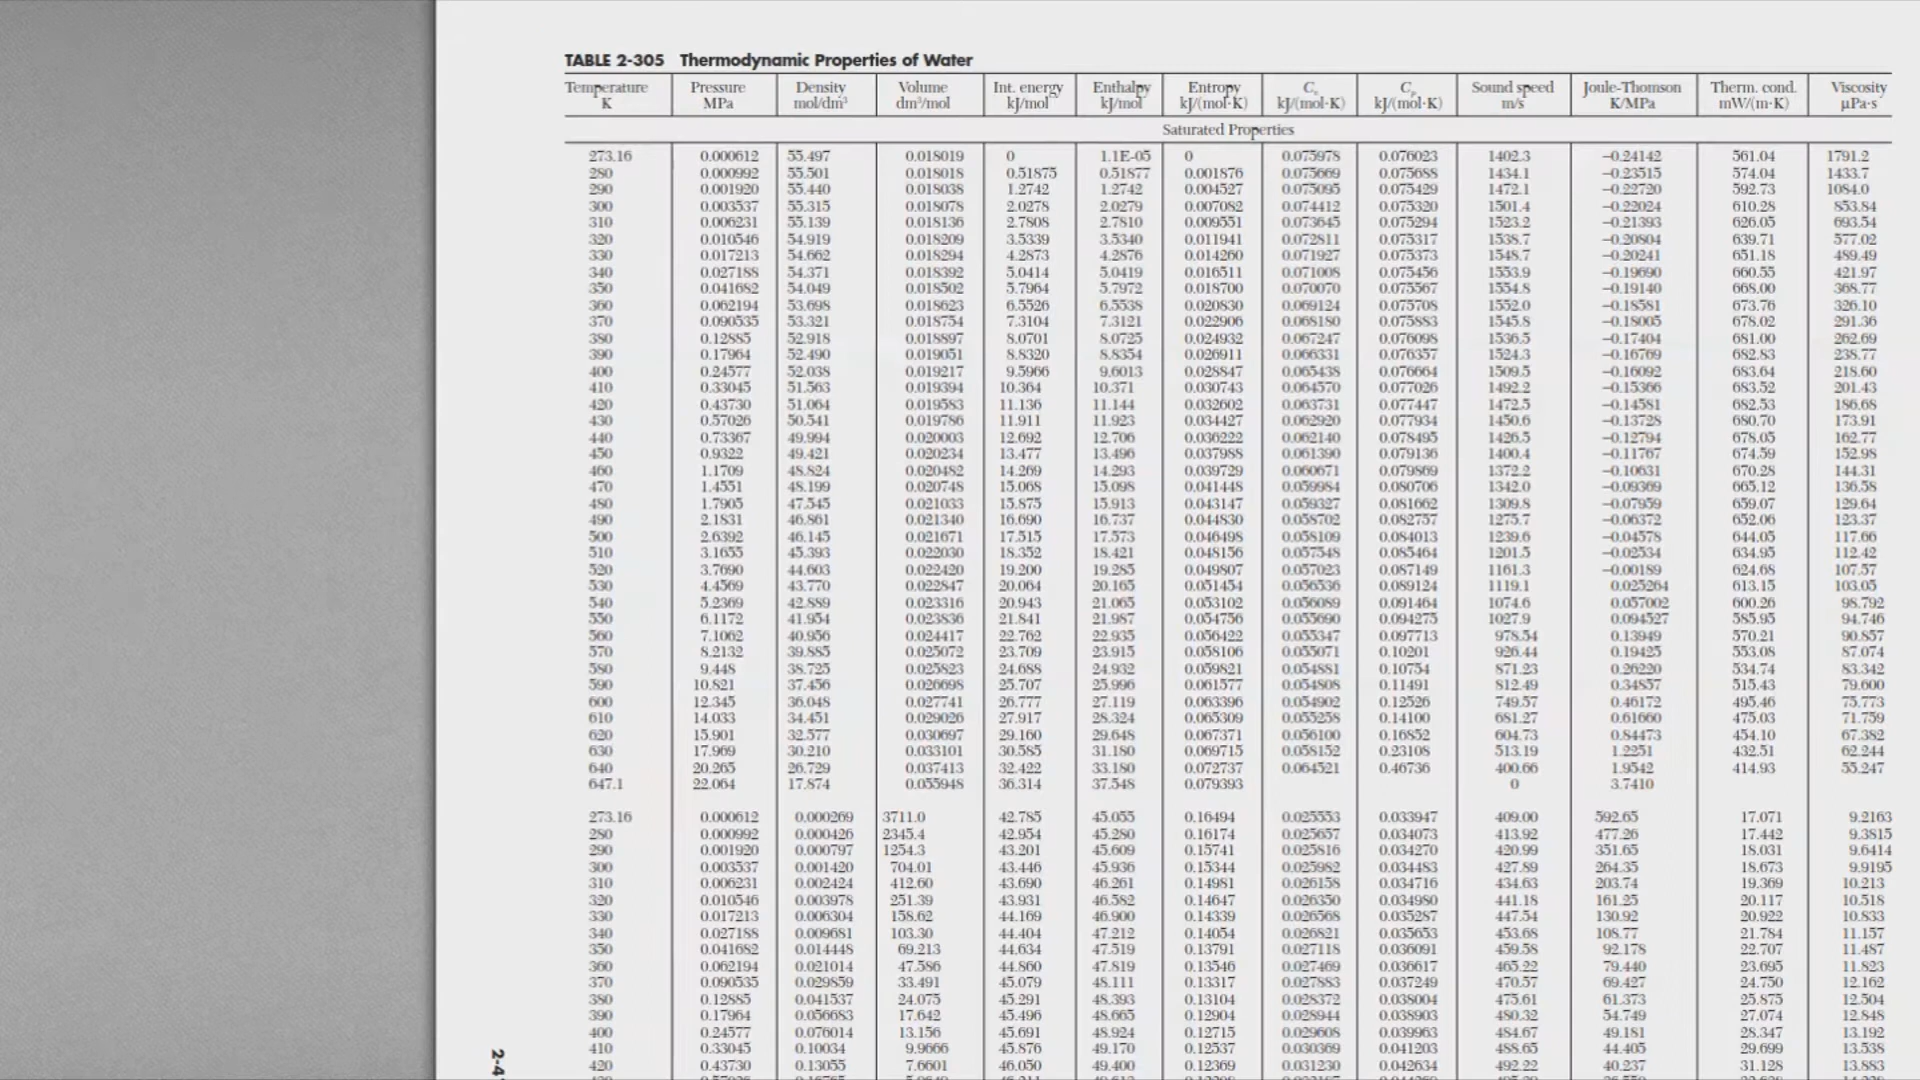 TABLE 2-305 Thermodynamic Properties of Water
Temperature K Pressure MPa Density mol/dm³ Volume dm³/mol Int. energy kJ/mol Enthalpy kJ/mol Entropy kJ/(mol·K) Cᵥ kJ/(mol·K) Cₚ kJ/(mol·K) Sound speed m/s Joule-Thomson K/MPa Therm. cond. mW/(m·K) Viscosity µPa·s
Saturated Properties
273.16 0.000612 55.497 0.018019 0 1.1E-05 0 0.075978 0.076023 1402.3 −0.24142 561.04 1791.2
280 0.000992 55.501 0.018018 0.51875 0.51877 0.001876 0.075669 0.075688 1434.1 −0.23515 574.04 1433.7
290 0.001920 55.440 0.018038 1.2742 1.2742 0.004527 0.075095 0.075429 1472.1 −0.22720 592.73 1084.0
300 0.003537 55.315 0.018078 2.0278 2.0279 0.007082 0.074412 0.075320 1501.4 −0.22024 610.28 853.84
310 0.006231 55.139 0.018136 2.7808 2.7810 0.009551 0.073645 0.075294 1523.2 −0.21393 626.05 693.54
320 0.010546 54.919 0.018209 3.5339 3.5340 0.011941 0.072811 0.075317 1538.7 −0.20804 639.71 577.02
330 0.017213 54.662 0.018294 4.2873 4.2876 0.014260 0.071927 0.075373 1548.7 −0.20241 651.18 489.49
340 0.027188 54.371 0.018392 5.0414 5.0419 0.016511 0.071008 0.075456 1553.9 −0.19690 660.55 421.97
350 0.041682 54.049 0.018502 5.7964 5.7972 0.018700 0.070070 0.075567 1554.8 −0.19140 668.00 368.77
360 0.062194 53.698 0.018623 6.5526 6.5538 0.020830 0.069124 0.075708 1552.0 −0.18581 673.76 326.10
370 0.090535 53.321 0.018754 7.3104 7.3121 0.022906 0.068180 0.075883 1545.8 −0.18005 678.02 291.36
380 0.12885 52.918 0.018897 8.0701 8.0725 0.024932 0.067247 0.076098 1536.5 −0.17404 681.00 262.69
390 0.17964 52.490 0.019051 8.8320 8.8354 0.026911 0.066331 0.076357 1524.3 −0.16769 682.83 238.77
400 0.24577 52.038 0.019217 9.5966 9.6013 0.028847 0.065438 0.076664 1509.5 −0.16092 683.64 218.60
410 0.33045 51.563 0.019394 10.364 10.371 0.030743 0.064570 0.077026 1492.2 −0.15366 683.52 201.43
420 0.43730 51.064 0.019583 11.136 11.144 0.032602 0.063731 0.077447 1472.5 −0.14581 682.53 186.68
430 0.57026 50.541 0.019786 11.911 11.923 0.034427 0.062920 0.077934 1450.6 −0.13728 680.70 173.91
440 0.73367 49.994 0.020003 12.692 12.706 0.036222 0.062140 0.078495 1426.5 −0.12794 678.05 162.77
450 0.9322 49.421 0.020234 13.477 13.496 0.037988 0.061390 0.079136 1400.4 −0.11767 674.59 152.98
460 1.1709 48.824 0.020482 14.269 14.293 0.039729 0.060671 0.079869 1372.2 −0.10631 670.28 144.31
470 1.4551 48.199 0.020748 15.068 15.098 0.041448 0.059984 0.080706 1342.0 −0.09369 665.12 136.58
480 1.7905 47.545 0.021033 15.875 15.913 0.043147 0.059327 0.081662 1309.8 −0.07959 659.07 129.64
490 2.1831 46.861 0.021340 16.690 16.737 0.044830 0.058702 0.082757 1275.7 −0.06372 652.06 123.37
500 2.6392 46.145 0.021671 17.515 17.573 0.046498 0.058109 0.084013 1239.6 −0.04578 644.05 117.66
510 3.1655 45.393 0.022030 18.352 18.421 0.048156 0.057548 0.085464 1201.5 −0.02534 634.95 112.42
520 3.7690 44.603 0.022420 19.200 19.285 0.049807 0.057023 0.087149 1161.3 −0.00189 624.68 107.57
530 4.4569 43.770 0.022847 20.064 20.165 0.051454 0.056536 0.089124 1119.1 0.025264 613.15 103.05
540 5.2369 42.889 0.023316 20.943 21.065 0.053102 0.056089 0.091464 1074.6 0.057002 600.26 98.792
550 6.1172 41.954 0.023836 21.841 21.987 0.054756 0.055690 0.094275 1027.9 0.094527 585.95 94.746
560 7.1062 40.956 0.024417 22.762 22.935 0.056422 0.055347 0.097713 978.54 0.13949 570.21 90.857
570 8.2132 39.885 0.025072 23.709 23.915 0.058106 0.055071 0.10201 926.44 0.19425 553.08 87.074
580 9.448 38.725 0.025823 24.688 24.932 0.059821 0.054881 0.10754 871.23 0.26220 534.74 83.342
590 10.821 37.456 0.026698 25.707 25.996 0.061577 0.054808 0.11491 812.49 0.34857 515.43 79.600
600 12.345 36.048 0.027741 26.777 27.119 0.063396 0.054902 0.12526 749.57 0.46172 495.46 75.773
610 14.033 34.451 0.029026 27.917 28.324 0.065309 0.055258 0.14100 681.27 0.61660 475.03 71.759
620 15.901 32.577 0.030697 29.160 29.648 0.067371 0.056100 0.16852 604.73 0.84473 454.10 67.382
630 17.969 30.210 0.033101 30.585 31.180 0.069715 0.058152 0.23108 513.19 1.2251 432.51 62.244
640 20.265 26.729 0.037413 32.422 33.180 0.072737 0.064521 0.46736 400.66 1.9542 414.93 55.247
647.1 22.064 17.874 0.055948 36.314 37.548 0.079393 0 3.7410
273.16 0.000612 0.000269 3711.0 42.785 45.055 0.16494 0.025553 0.033947 409.00 592.65 17.071 9.2163
280 0.000992 0.000426 2345.4 42.954 45.280 0.16174 0.025657 0.034073 413.92 477.26 17.442 9.3815
290 0.001920 0.000797 1254.3 43.201 45.609 0.15741 0.025816 0.034270 420.99 351.65 18.031 9.6414
300 0.003537 0.001420 704.01 43.446 45.936 0.15344 0.025982 0.034483 427.89 264.35 18.673 9.9195
310 0.006231 0.002424 412.60 43.690 46.261 0.14981 0.026158 0.034716 434.63 203.74 19.369 10.213
320 0.010546 0.003978 251.39 43.931 46.582 0.14647 0.026350 0.034980 441.18 161.25 20.117 10.518
330 0.017213 0.006304 158.62 44.169 46.900 0.14339 0.026568 0.035287 447.54 130.92 20.922 10.833
340 0.027188 0.009681 103.30 44.404 47.212 0.14054 0.026821 0.035653 453.68 108.77 21.784 11.157
350 0.041682 0.014448 69.213 44.634 47.519 0.13791 0.027118 0.036091 459.58 92.178 22.707 11.487
360 0.062194 0.021014 47.586 44.860 47.819 0.13546 0.027469 0.036617 465.22 79.440 23.695 11.823
370 0.090535 0.029859 33.491 45.079 48.111 0.13317 0.027883 0.037249 470.57 69.427 24.750 12.162
380 0.12885 0.041537 24.075 45.291 48.393 0.13104 0.028372 0.038004 475.61 61.373 25.875 12.504
390 0.17964 0.056683 17.642 45.496 48.665 0.12904 0.028944 0.038903 480.32 54.749 27.074 12.848
400 0.24577 0.076014 13.156 45.691 48.924 0.12715 0.029608 0.039963 484.67 49.181 28.347 13.192
410 0.33045 0.10034 9.9666 45.876 49.170 0.12537 0.030369 0.041203 488.65 44.405 29.699 13.538
420 0.43730 0.13055 7.6601 46.050 49.400 0.12369 0.031230 0.042634 492.22 40.237 31.128 13.883